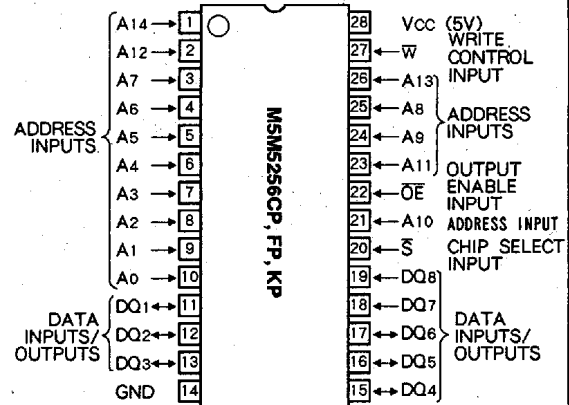 A14 1
A12 2
A7 3
A6 4
ADDRESS
INPUTS
A5 5
A4 6
A3 7
A2 8
A1 9
A0 10
DATA
INPUTS/
OUTPUTS
DQ1 11
DQ2 12
DQ3 13
GND 14
M5M5256CP, FP, KP
28 VCC (5V)
27 W̅ WRITE
CONTROL
INPUT
26 A13
25 A8
24 A9
23 A11
ADDRESS
INPUTS
22 O̅E̅ OUTPUT
ENABLE
INPUT
21 A10 ADDRESS INPUT
20 S̅ CHIP SELECT
INPUT
19 DQ8
18 DQ7
17 DQ6
16 DQ5
15 DQ4
DATA
INPUTS/
OUTPUTS